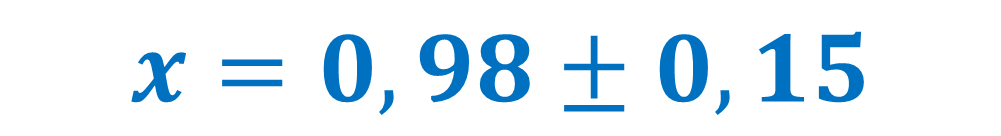 x = 0,98 ± 0,15